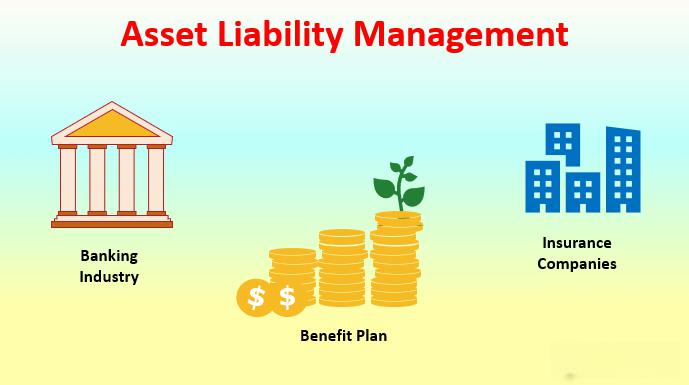 Asset Liability Management
$ $
Banking
Industry
Insurance
Companies
Benefit Plan